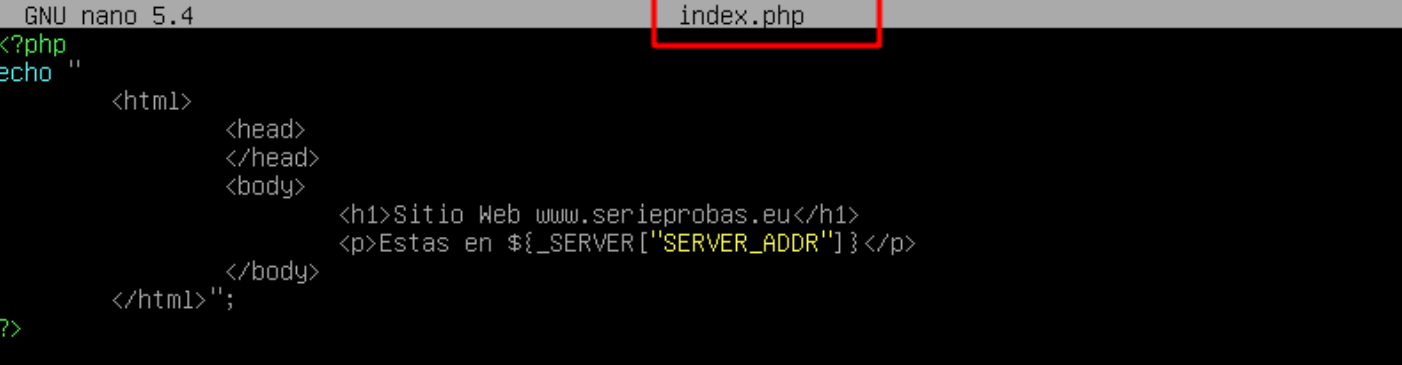 GNU nano 5.4 index.php
<?php
echo "
<html>
<head>
</head>
<body>
<h1>Sitio Web www.serieprobas.eu</h1>
<p>Estas en ${_SERVER["SERVER_ADDR"]}</p>
</body>
</html>";
?>